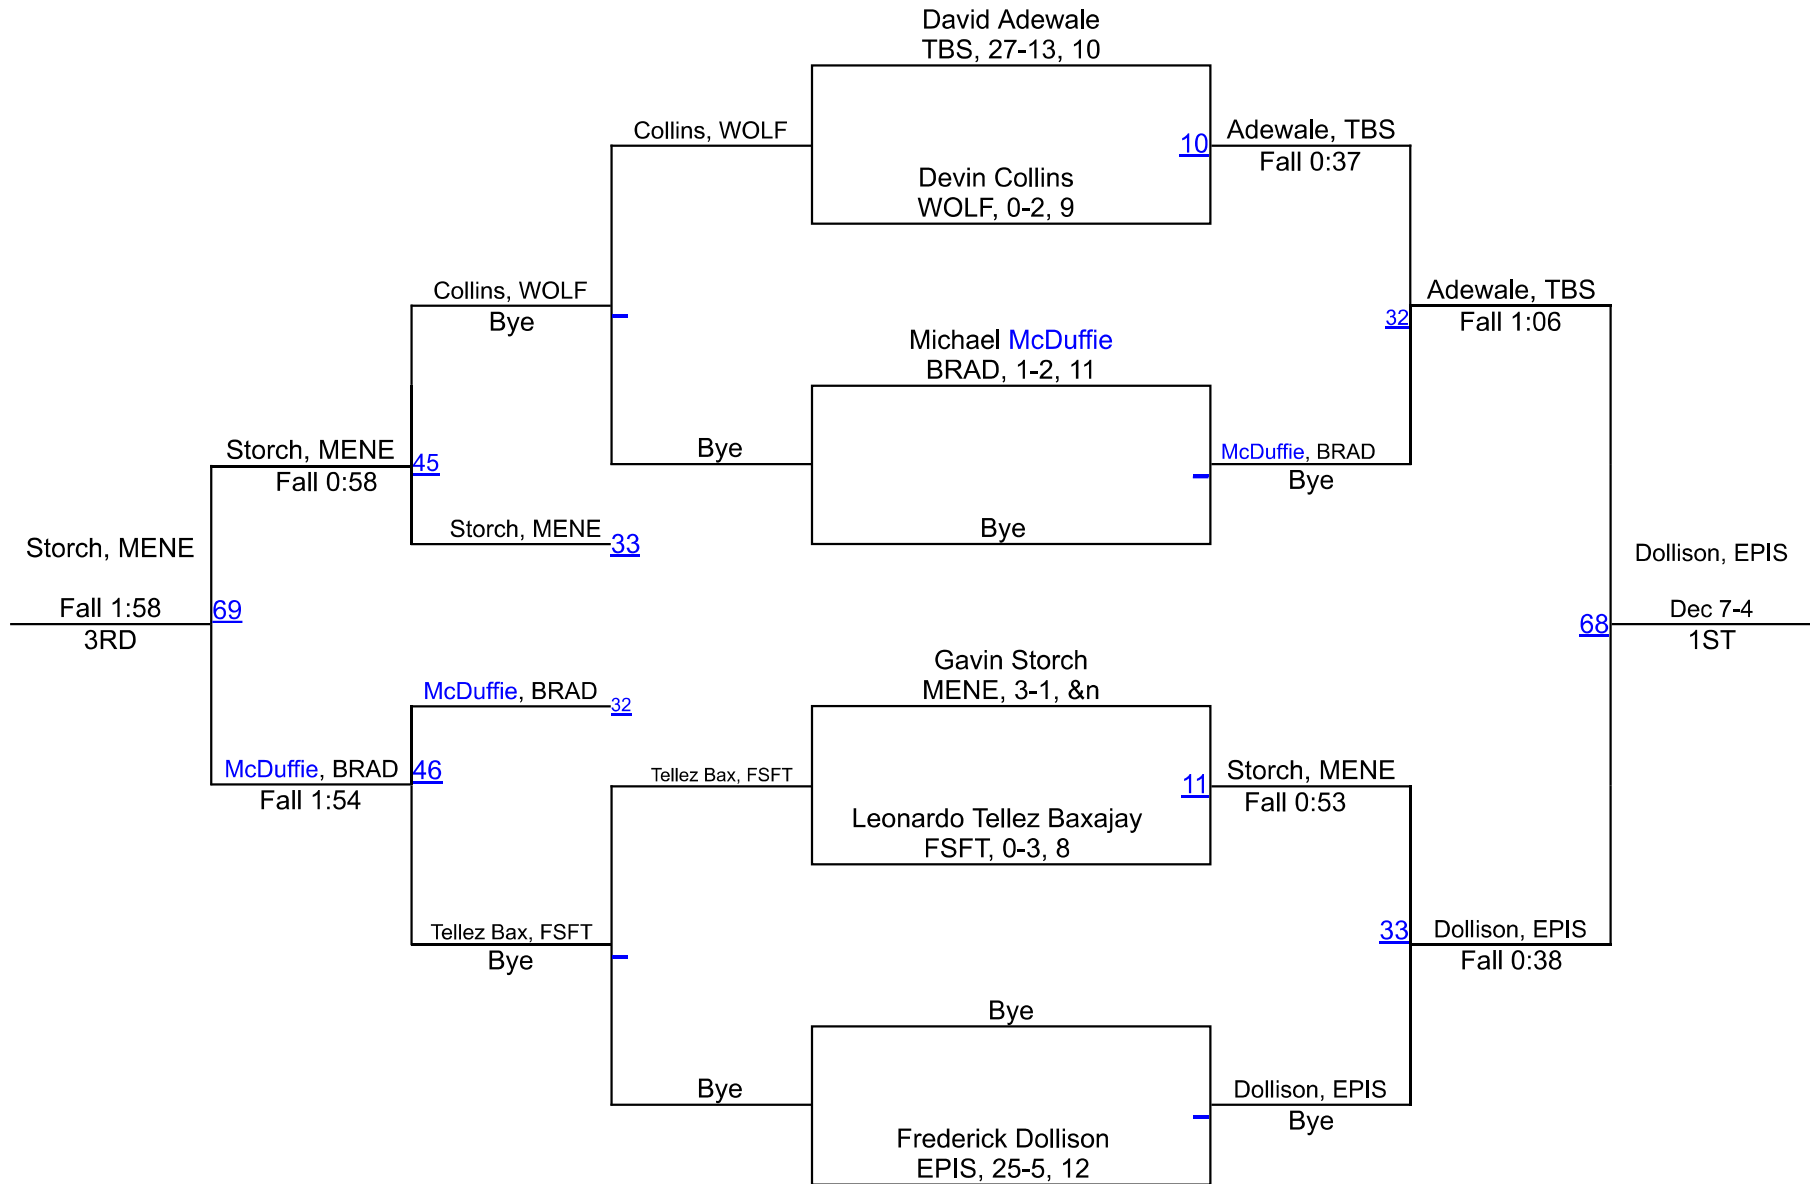 David Adewale
TBS, 27-13, 10
Collins, WOLF
10
Adewale, TBS
Fall 0:37
Devin Collins
WOLF, 0-2, 9
Collins, WOLF
Bye
Adewale, TBS
32
Fall 1:06
Michael McDuffie
BRAD, 1-2, 11
Storch, MENE
45
Fall 0:58
Bye
McDuffie, BRAD
Bye
Storch, MENE
33
Bye
Storch, MENE
Dollison, EPIS
Fall 1:58
69
3RD
68
Dec 7-4
1ST
Gavin Storch
MENE, 3-1, &n
McDuffie, BRAD
32
McDuffie, BRAD
46
Fall 1:54
Tellez Bax, FSFT
11
Storch, MENE
Fall 0:53
Leonardo Tellez Baxajay
FSFT, 0-3, 8
Tellez Bax, FSFT
Bye
33
Dollison, EPIS
Fall 0:38
Bye
Bye
Dollison, EPIS
Bye
Frederick Dollison
EPIS, 25-5, 12